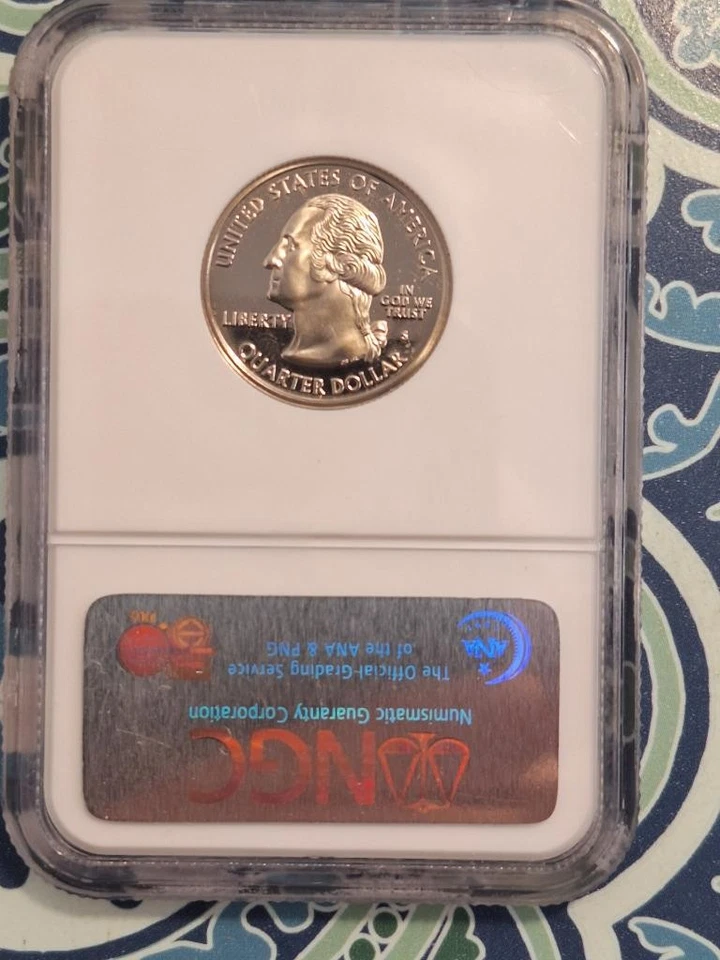 UNITED STATES OF AMERICA
LIBERTY
IN
GOD WE
TRUST
S
QUARTER DOLLAR
NGC
Numismatic Guaranty Corporation
The Official Grading Service
of the ANA & PNG
ANA